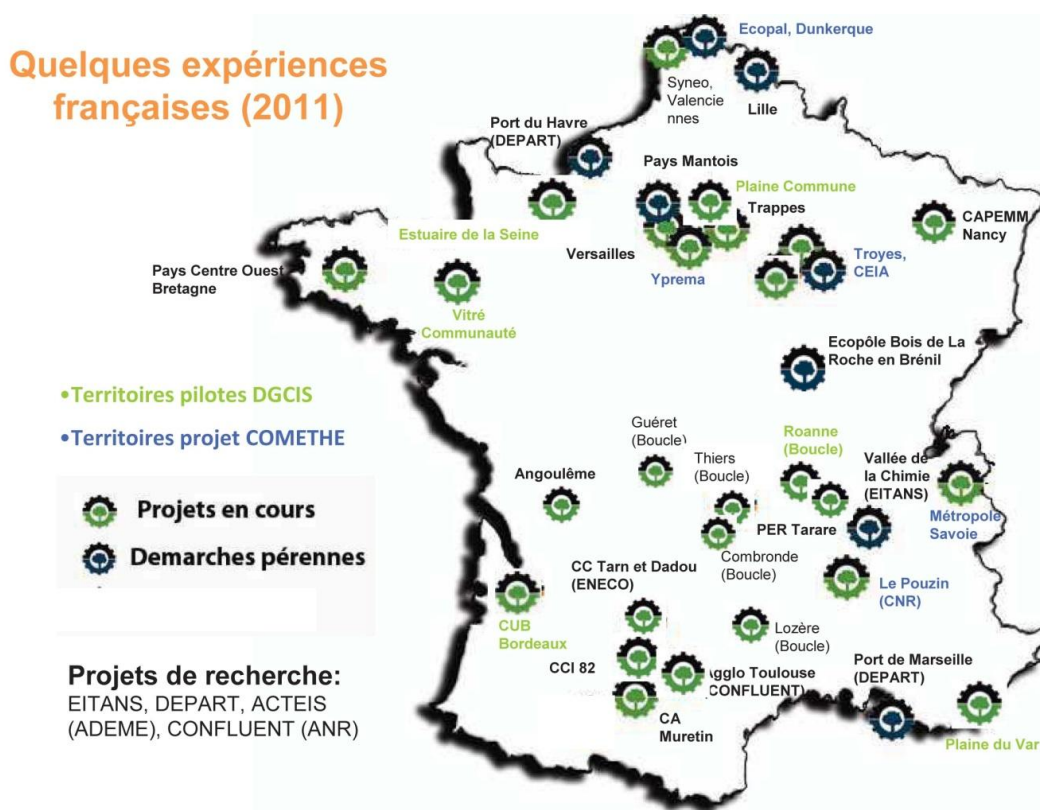 Quelques expériences
françaises (2011)
Ecopal, Dunkerque
Syneo,
Valencie
nnes
Lille
Port du Havre
(DEPART)
Pays Mantois
Plaine Commune
Trappes
CAPEMM
Nancy
Estuaire de la Seine
Versailles
Yprema
Troyes,
CEIA
Pays Centre Ouest
Bretagne
Vitré
Communauté
Ecopôle Bois de La
Roche en Brénil
•Territoires pilotes DGCIS
•Territoires projet COMETHE
Guéret
(Boucle)
Roanne
(Boucle)
Thiers
(Boucle)
Vallée de
la Chimie
(EITANS)
Angoulême
Projets en cours
Demarches pérennes
PER Tarare
Métropole
Savoie
Combronde
(Boucle)
CC Tarn et Dadou
(ENECO)
Le Pouzin
(CNR)
CUB
Bordeaux
Lozère
(Boucle)
CCI 82
Agglo Toulouse
(CONFLUENT)
Port de Marseille
(DEPART)
CA
Muretin
Plaine du Var
Projets de recherche:
EITANS, DEPART, ACTEIS
(ADEME), CONFLUENT (ANR)